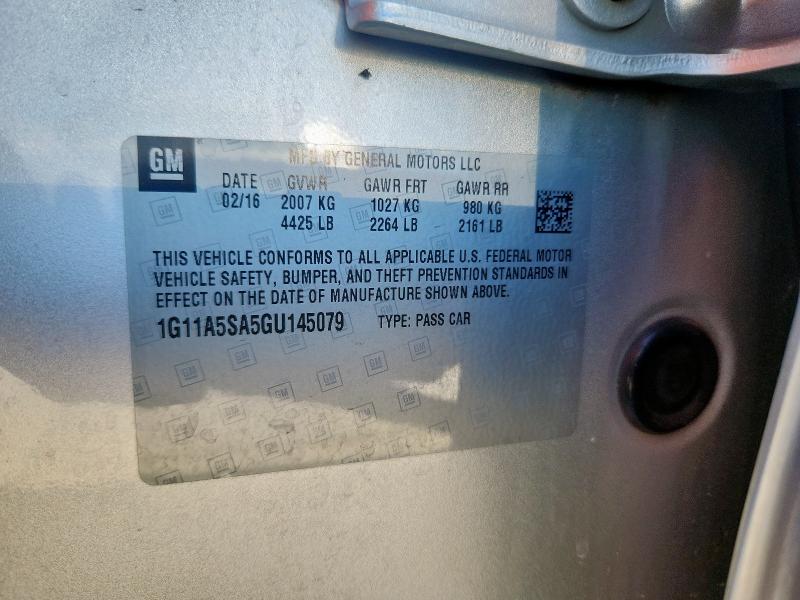 GM
MFD BY GENERAL MOTORS LLC
DATE GVWR GAWR FRT GAWR RR
02/16 2007 KG 1027 KG 980 KG
4425 LB 2264 LB 2161 LB
THIS VEHICLE CONFORMS TO ALL APPLICABLE U.S. FEDERAL MOTOR
VEHICLE SAFETY, BUMPER, AND THEFT PREVENTION STANDARDS IN
EFFECT ON THE DATE OF MANUFACTURE SHOWN ABOVE.
1G11A5SA5GU145079 TYPE: PASS CAR